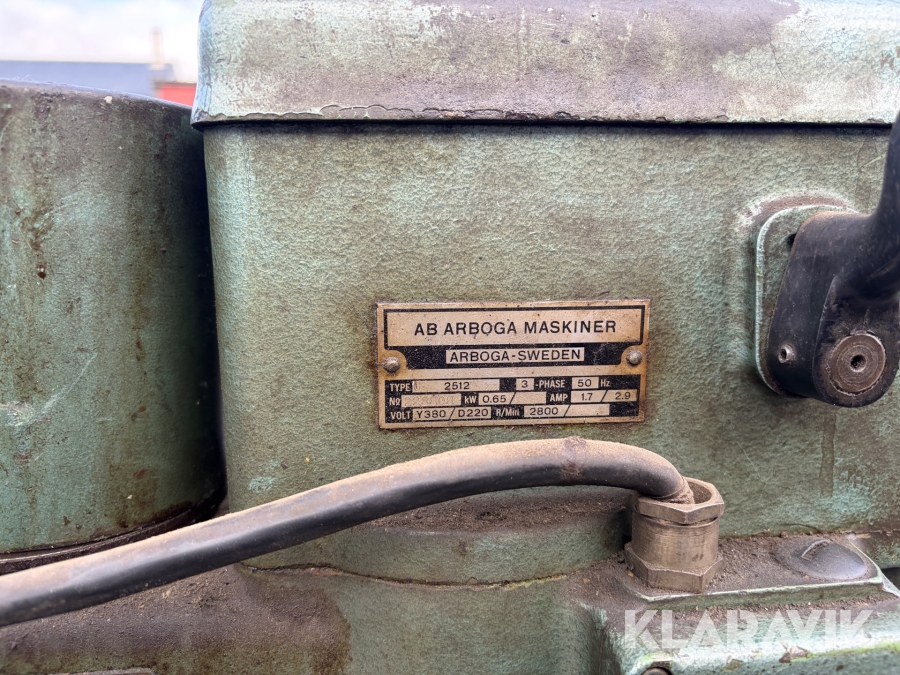 AB ARBOGA MASKINER
ARBOGA-SWEDEN
TYPE 2512 3 -PHASE 50 Hz
No kW 0.65 / AMP 1.7 / 2.9
VOLT Y380 / D220 R/Min 2800 /
KLARAVIK